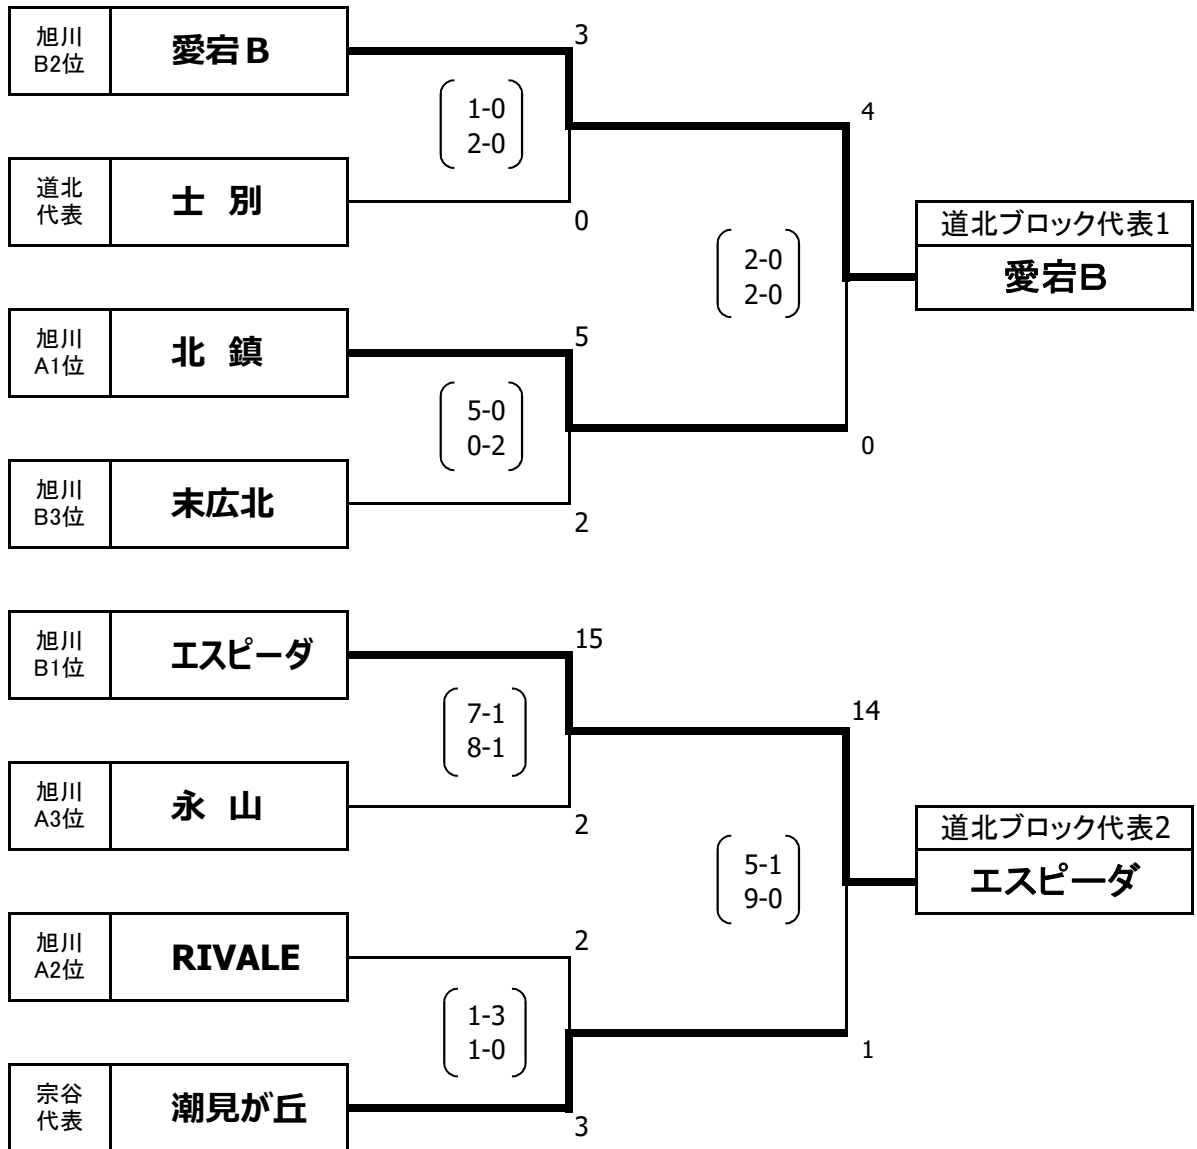 旭川
B2位
愛宕Ｂ
3
1-0
2-0
4
道北
代表
士 別
0
道北ブロック代表1
愛宕Ｂ
2-0
2-0
旭川
A1位
北 鎮
5
5-0
0-2
0
旭川
B3位
末広北
2
旭川
B1位
エスピーダ
15
7-1
8-1
14
旭川
A3位
永 山
2
道北ブロック代表2
エスピーダ
5-1
9-0
旭川
A2位
RIVALE
2
1-3
1-0
1
宗谷
代表
潮見が丘
3